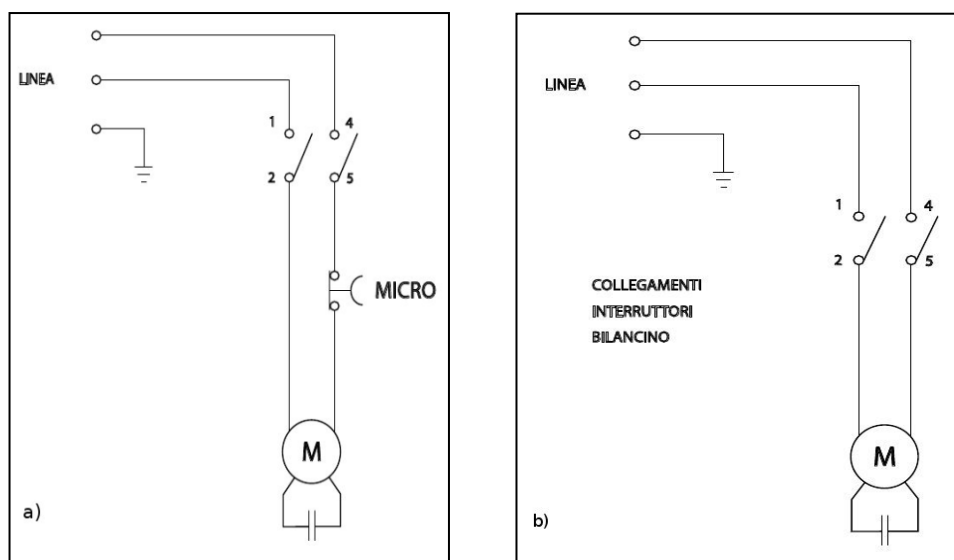 LINEA
1
4
2
5
MICRO
M
a)
LINEA
1
4
2
5
COLLEGAMENTI
INTERRUTTORI
BILANCINO
M
b)